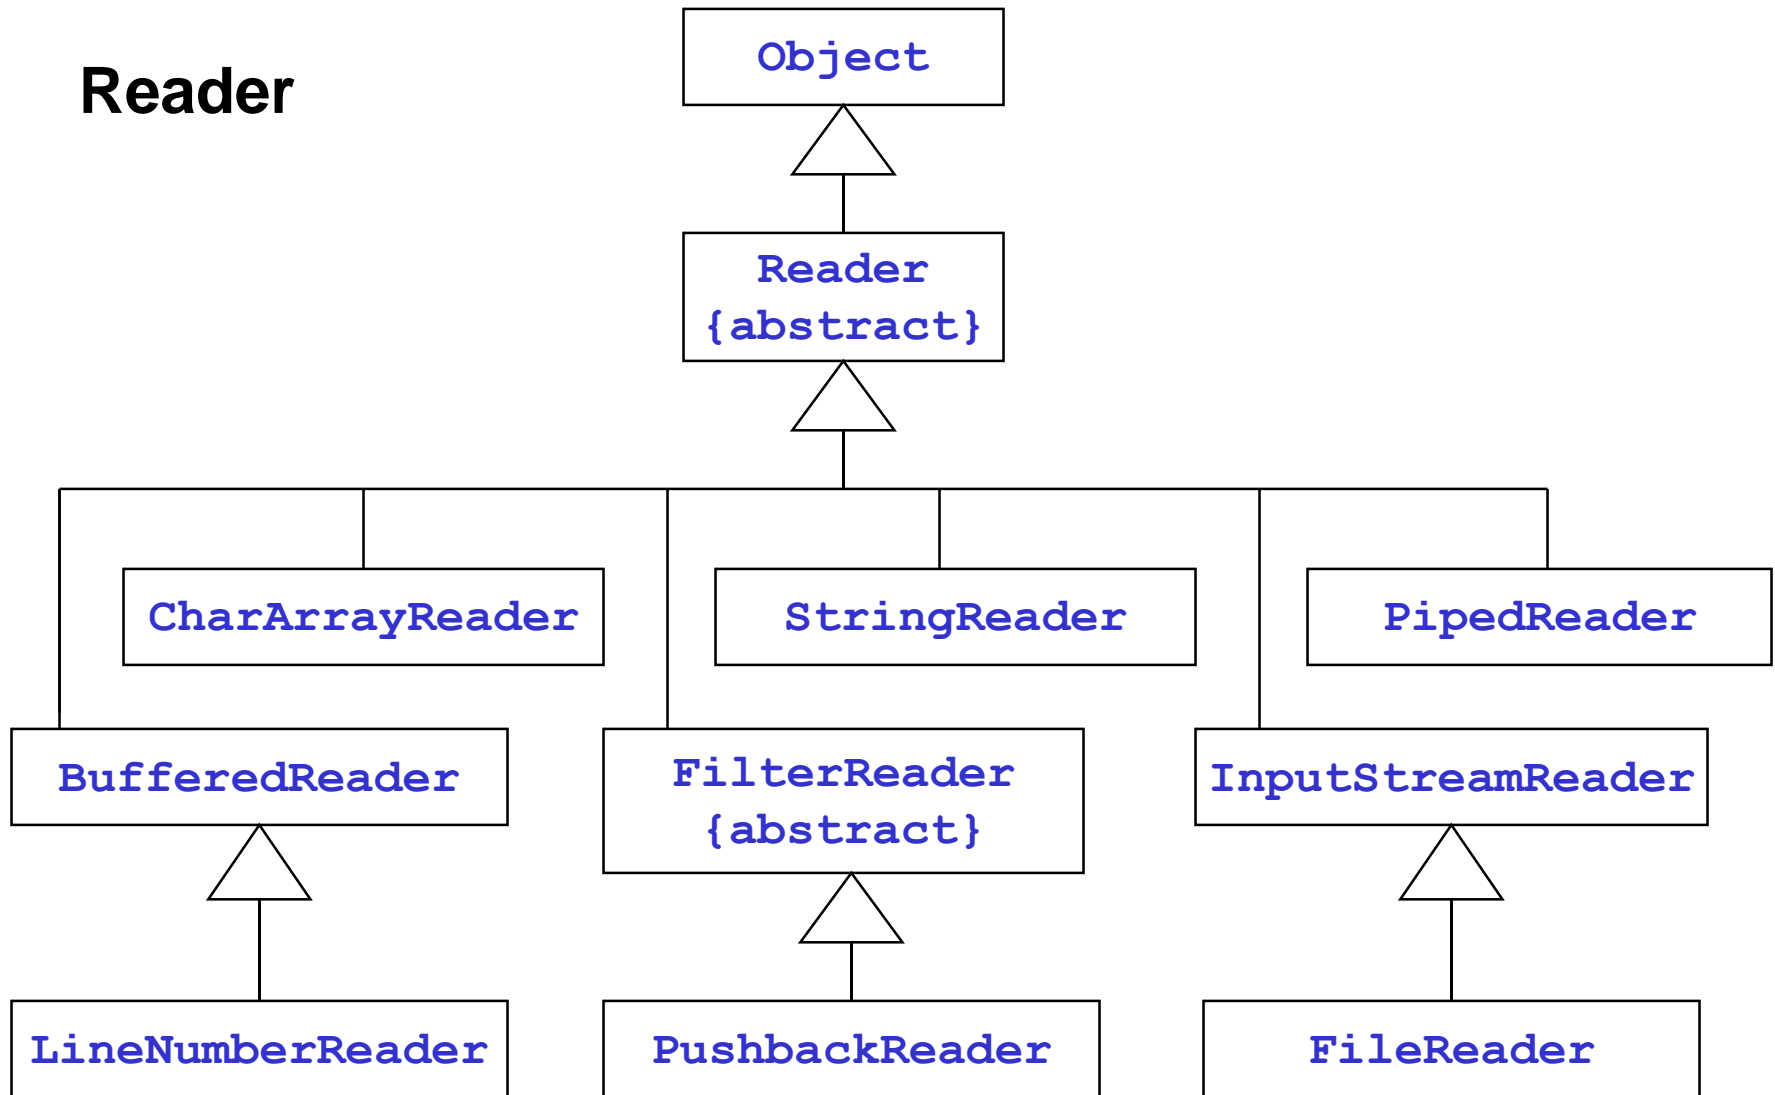 Reader
Object
Reader
{abstract}
CharArrayReader
StringReader
PipedReader
BufferedReader
FilterReader
{abstract}
InputStreamReader
LineNumberReader
PushbackReader
FileReader